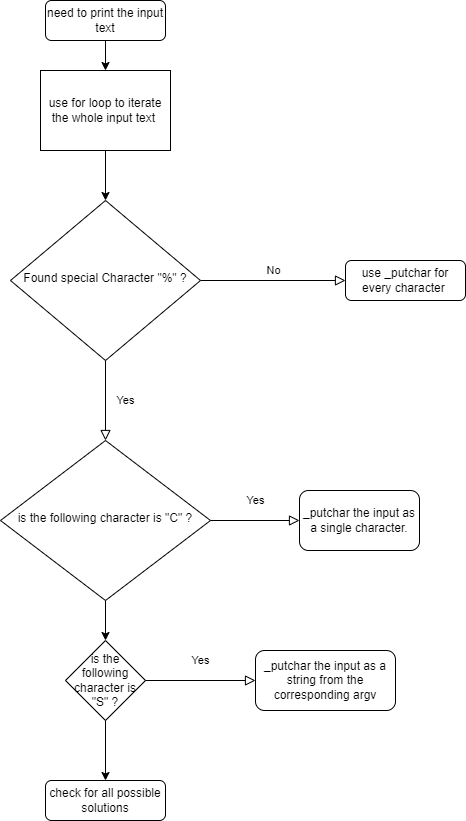 need to print the input
text
use for loop to iterate
the whole input text
Found special Character "%" ?
No
use _putchar for
every character
Yes
is the following character is "C" ?
Yes
_putchar the input as
a single character.
is the
following
character is
"S" ?
Yes
_putchar the input as a
string from the
corresponding argv
check for all possible
solutions